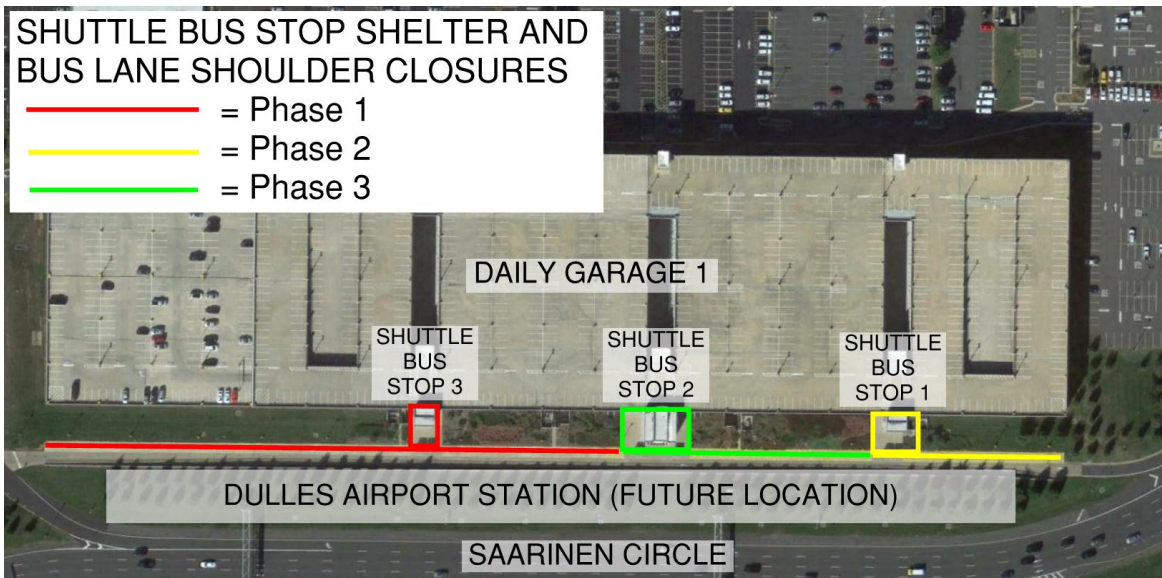 SHUTTLE BUS STOP SHELTER AND
BUS LANE SHOULDER CLOSURES
= Phase 1
= Phase 2
= Phase 3
DAILY GARAGE 1
SHUTTLE
BUS
STOP 3
SHUTTLE
BUS
STOP 2
SHUTTLE
BUS
STOP 1
DULLES AIRPORT STATION (FUTURE LOCATION)
SAARINEN CIRCLE